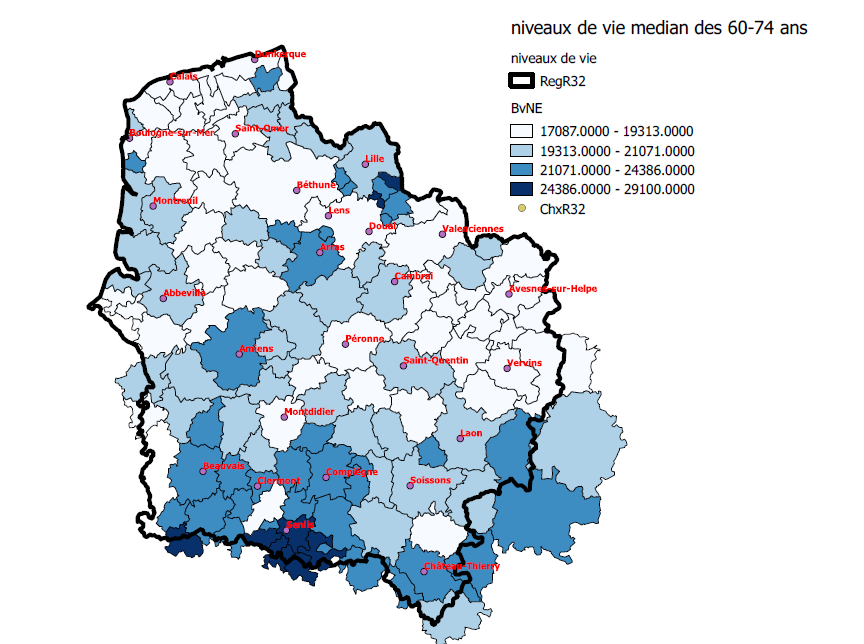 niveaux de vie median des 60-74 ans
niveaux de vie
RegR32
BvNE
17087.0000 - 19313.0000
19313.0000 - 21071.0000
21071.0000 - 24386.0000
24386.0000 - 29100.0000
ChxR32
Dunkerque
Calais
Boulogne-sur-Mer
Saint-Omer
Lille
Béthune
Montreuil
Lens
Douai
Valenciennes
Arras
Cambrai
Avesnes-sur-Helpe
Abbeville
Amiens
Péronne
Saint-Quentin
Vervins
Montdidier
Laon
Beauvais
Clermont
Compiègne
Soissons
Senlis
Château-Thierry